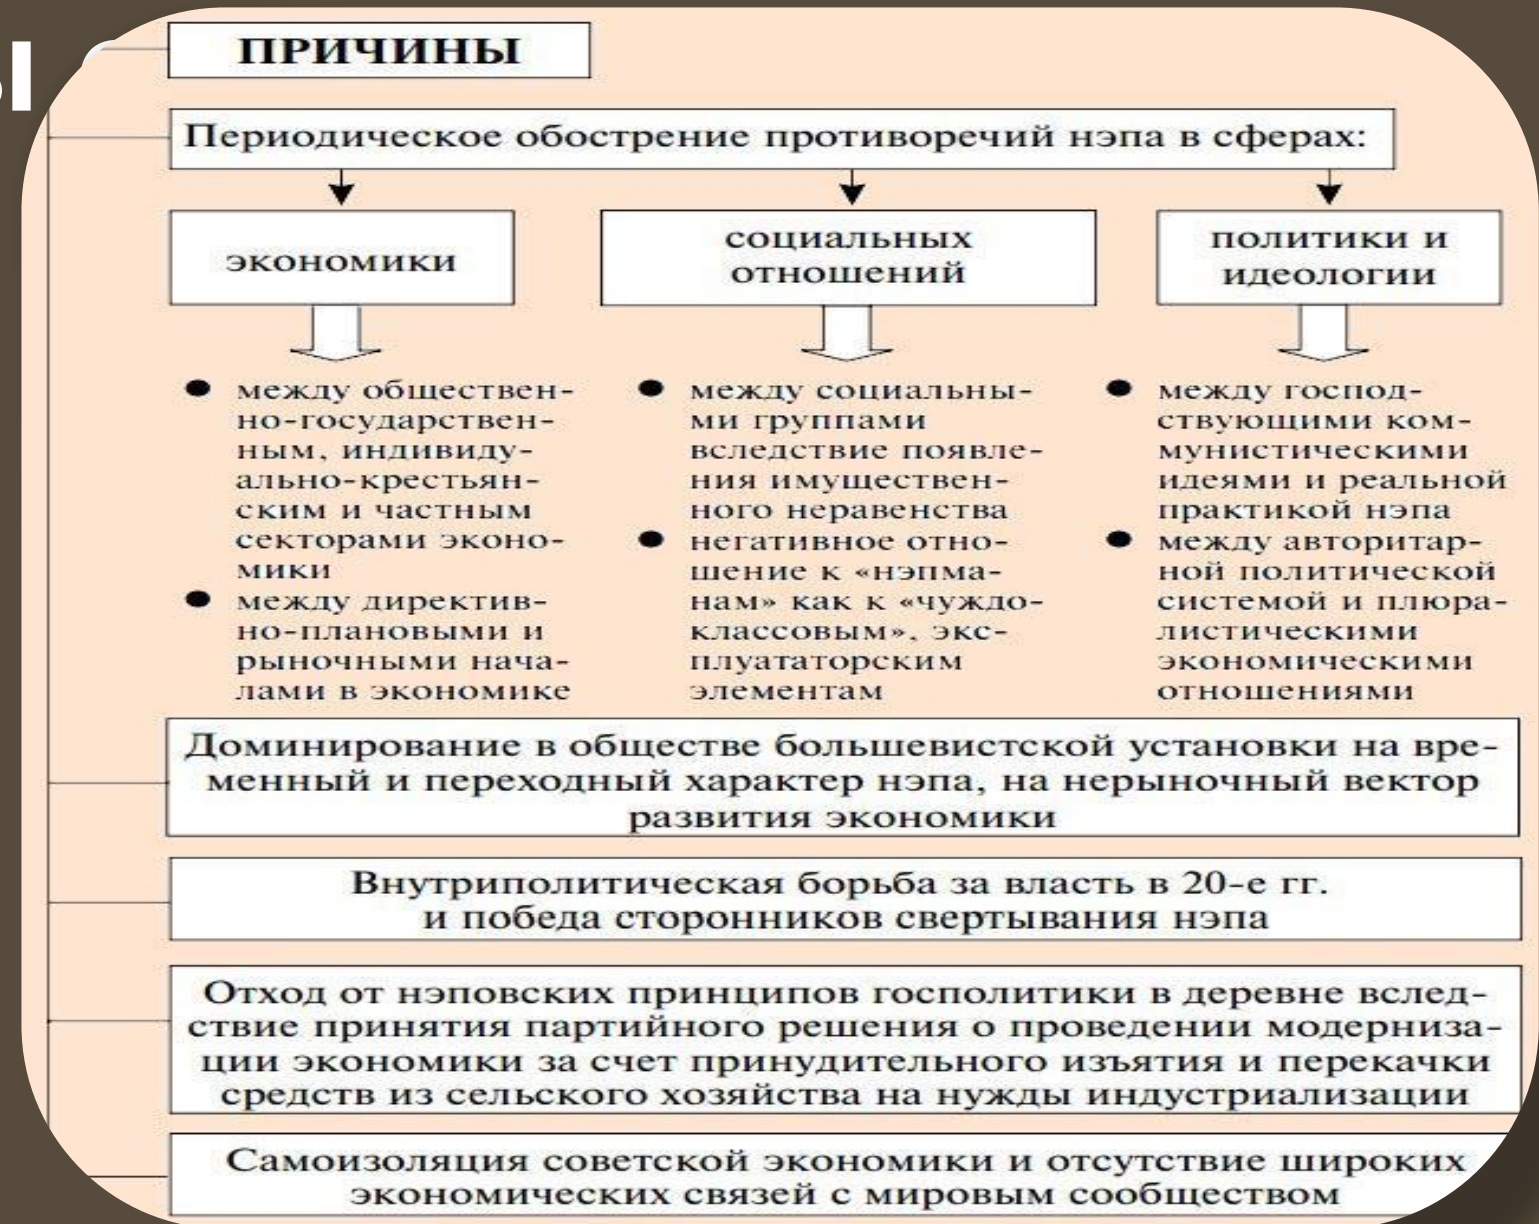 ПРИЧИНЫ
Периодическое обострение противоречий нэпа в сферах:
экономики
социальных
отношений
политики и
идеологии
● между обществен-
но-государствен-
ным, индивиду-
ально-крестьян-
ским и частным
секторами эконо-
мики
● между директив-
но-плановыми и
рыночными нача-
лами в экономике
● между социальны-
ми группами
вследствие появле-
ния имуществен-
ного неравенства
● негативное отно-
шение к «нэпма-
нам» как к «чуждо-
классовым», экс-
плуататорским
элементам
● между господ-
ствующими ком-
мунистическими
идеями и реальной
практикой нэпа
● между авторитар-
ной политической
системой и плюра-
листическими
экономическими
отношениями
Доминирование в обществе большевистской установки на вре-
менный и переходный характер нэпа, на нерыночный вектор
развития экономики
Внутриполитическая борьба за власть в 20-е гг.
и победа сторонников свертывания нэпа
Отход от нэповских принципов госполитики в деревне вслед-
ствие принятия партийного решения о проведении модерниза-
ции экономики за счет принудительного изъятия и перекачки
средств из сельского хозяйства на нужды индустриализации
Самоизоляция советской экономики и отсутствие широких
экономических связей с мировым сообществом